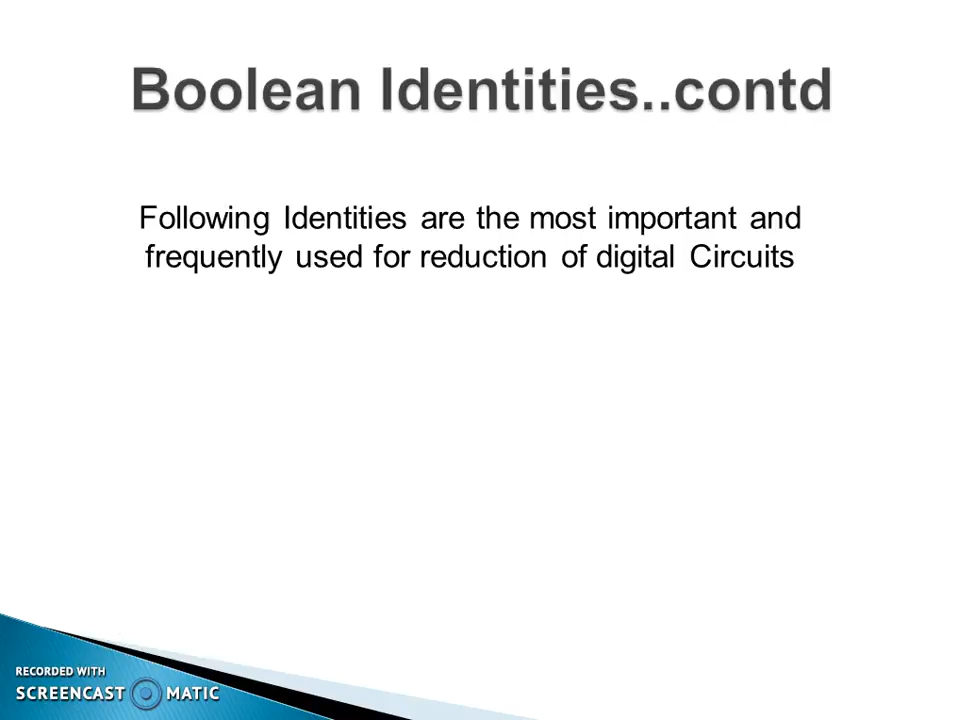 Boolean Identities..contd
Following Identities are the most important and
frequently used for reduction of digital Circuits
RECORDED WITH
SCREENCAST MATIC